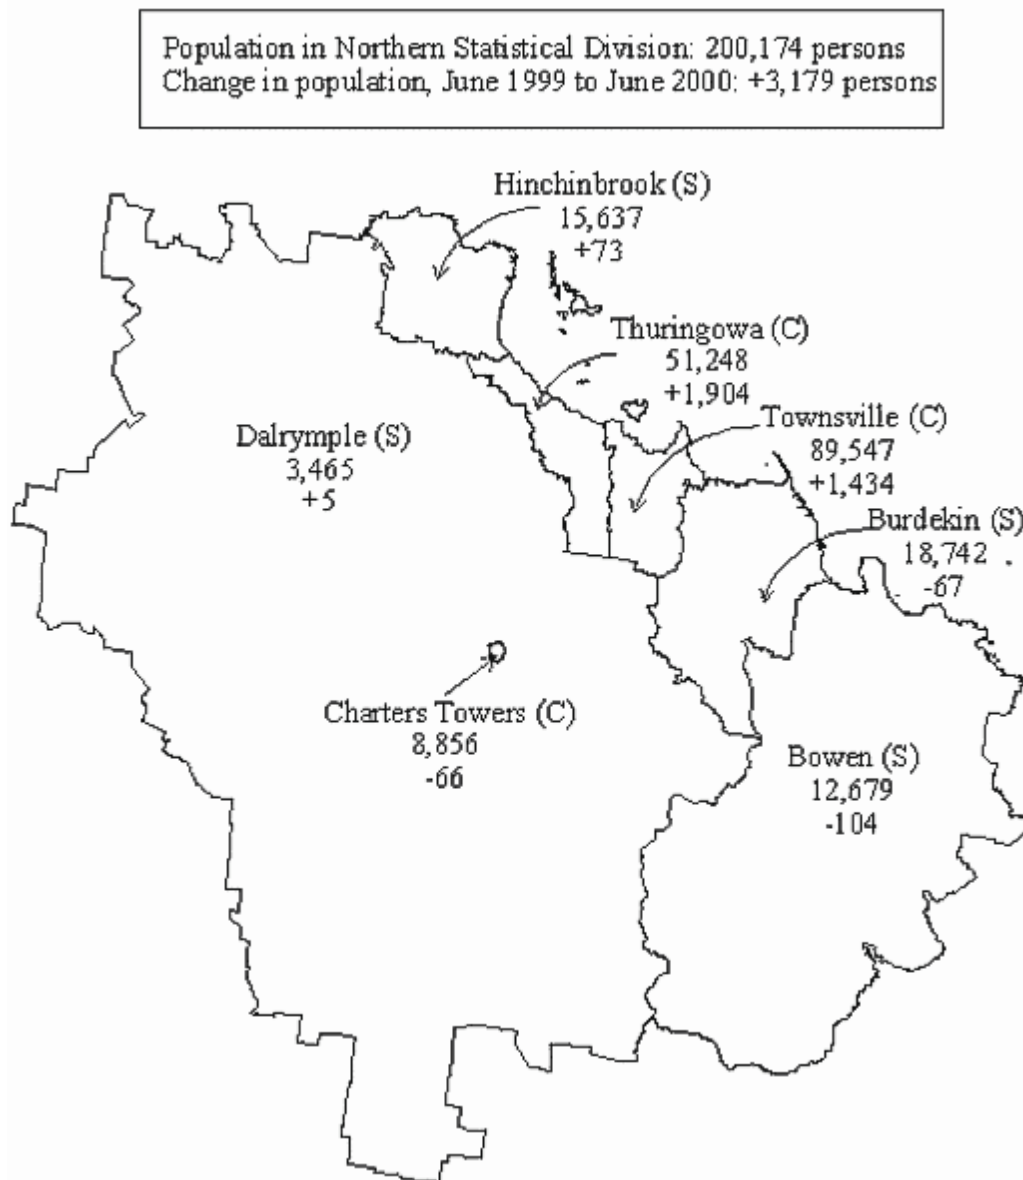 Population in Northern Statistical Division: 200,174 persons
Change in population, June 1999 to June 2000: +3,179 persons
Hinchinbrook (S)
15,637
+73
Thuringowa (C)
51,248
+1,904
Townsville (C)
89,547
+1,434
Dalrymple (S)
3,465
+5
Burdekin (S)
18,742
-67
Charters Towers (C)
8,856
-66
Bowen (S)
12,679
-104